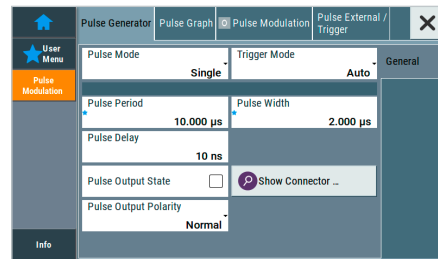 Pulse Generator
Pulse Graph
Pulse Modulation
Pulse External /
Trigger
User
Menu
Pulse
Modulation
Info
Pulse Mode
Single
Trigger Mode
Auto
General
Pulse Period
10.000 µs
Pulse Width
2.000 µs
Pulse Delay
10 ns
Pulse Output State
Show Connector ...
Pulse Output Polarity
Normal